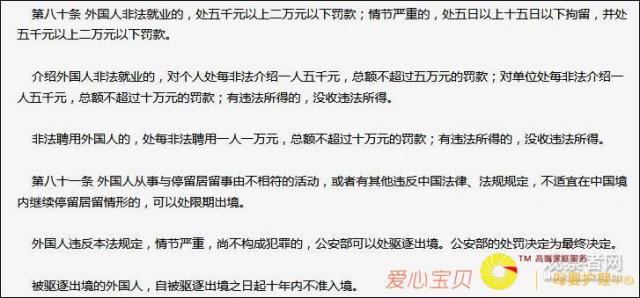 第八十条 外国人非法就业的，处五千元以上二万元以下罚款；情节严重的，处五日以上十五日以下拘留，并处
五千元以上二万元以下罚款。
介绍外国人非法就业的，对个人处每非法介绍一人五千元，总额不超过五万元的罚款；对单位处每非法介绍一
人五千元，总额不超过十万元的罚款；有违法所得的，没收违法所得。
非法聘用外国人的，处每非法聘用一人一万元，总额不超过十万元的罚款；有违法所得的，没收违法所得。
第八十一条 外国人从事与停留居留事由不相符的活动，或者有其他违反中国法律、法规规定，不适宜在中国境
内继续停留居留情形的，可以处限期出境。
外国人违反本法规定，情节严重，尚不构成犯罪的，公安部可以处驱逐出境。公安部的处罚决定为最终决定。
被驱逐出境的外国人，自被驱逐出境之日起十年内不准入境。
爱心宝贝
TM 高端家庭服务
母婴护理中心
观察者网